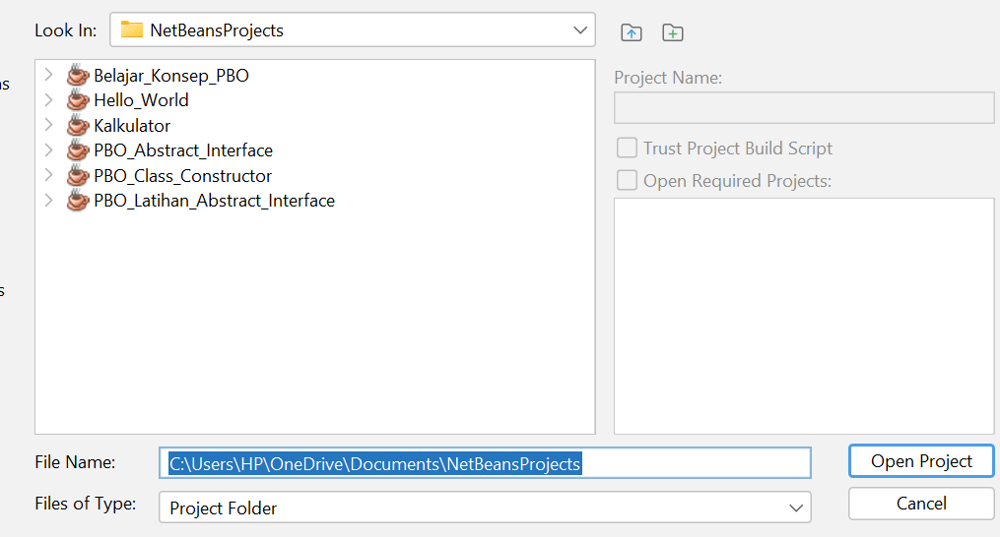 Look In: NetBeansProjects
Belajar_Konsep_PBO
Hello_World
Kalkulator
PBO_Abstract_Interface
PBO_Class_Constructor
PBO_Latihan_Abstract_Interface
Project Name:
Trust Project Build Script
Open Required Projects:
File Name: C:\Users\HP\OneDrive\Documents\NetBeansProjects
Open Project
Files of Type: Project Folder
Cancel